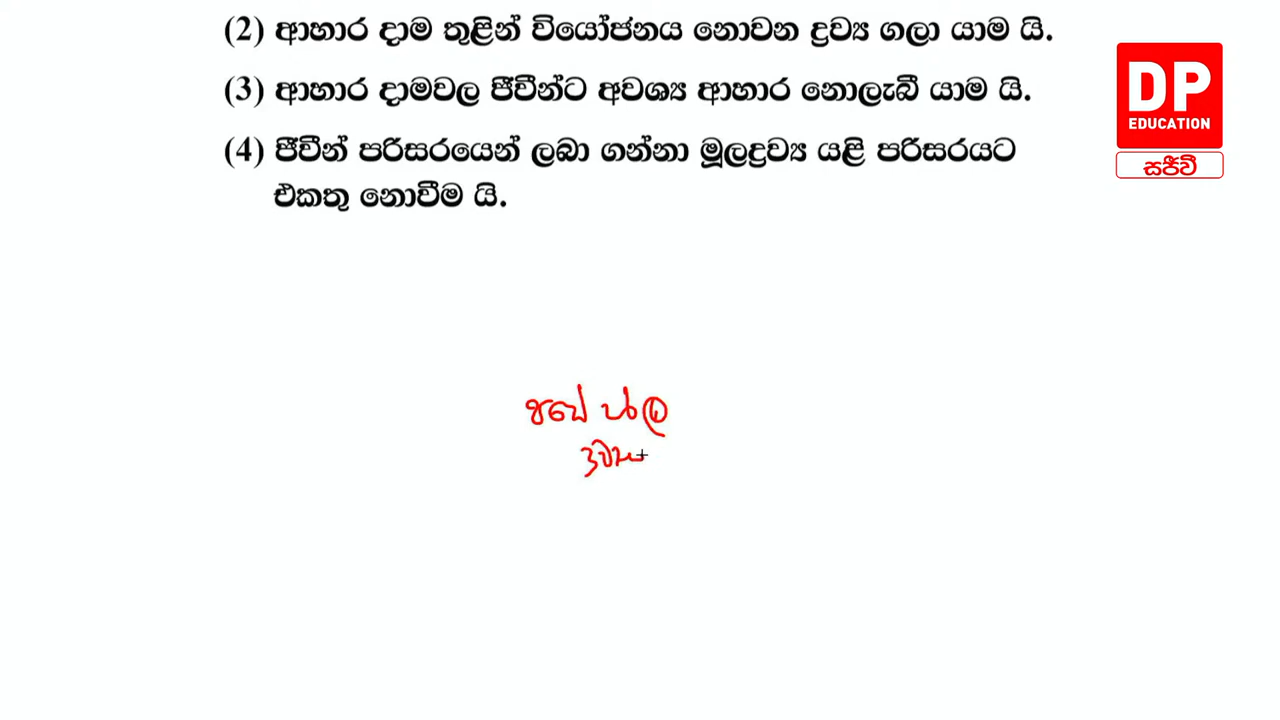 (2) ආහාර දාම තුළින් වියෝජනය නොවන ද්‍රව්‍ය ගලා යාම යි.
(3) ආහාර දාමවල ජීවීන්ට අවශ්‍ය ආහාර නොලැබී යාම යි.
(4) ජීවීන් පරිසරයෙන් ලබා ගන්නා මූලද්‍රව්‍ය යළි පරිසරයට
එකතු නොවීම යි.
DP
EDUCATION
සජීවී